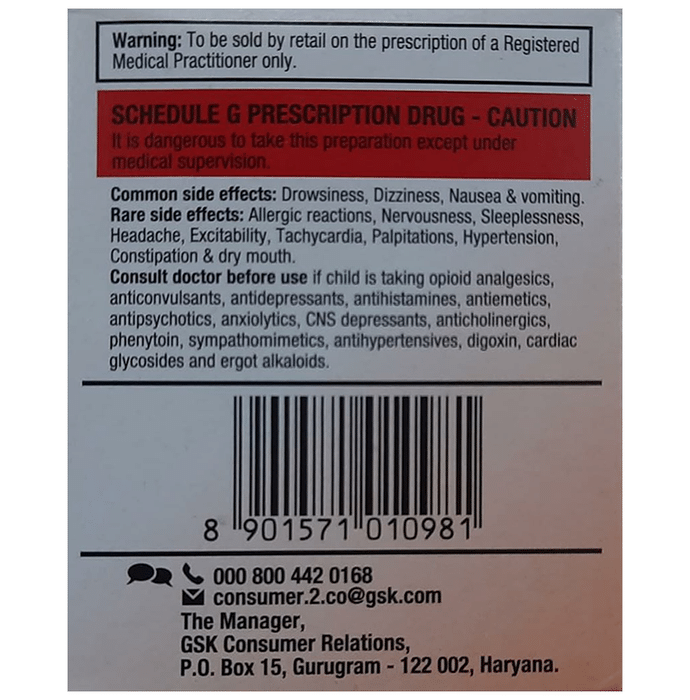 Warning: To be sold by retail on the prescription of a Registered
Medical Practitioner only.
SCHEDULE G PRESCRIPTION DRUG - CAUTION
It is dangerous to take this preparation except under
medical supervision.
Common side effects: Drowsiness, Dizziness, Nausea & vomiting.
Rare side effects: Allergic reactions, Nervousness, Sleeplessness,
Headache, Excitability, Tachycardia, Palpitations, Hypertension,
Constipation & dry mouth.
Consult doctor before use if child is taking opioid analgesics,
anticonvulsants, antidepressants, antihistamines, antiemetics,
antipsychotics, anxiolytics, CNS depressants, anticholinergics,
phenytoin, sympathomimetics, antihypertensives, digoxin, cardiac
glycosides and ergot alkaloids.
8 901571 010981
000 800 442 0168
consumer.2.co@gsk.com
The Manager,
GSK Consumer Relations,
P.O. Box 15, Gurugram - 122 002, Haryana.